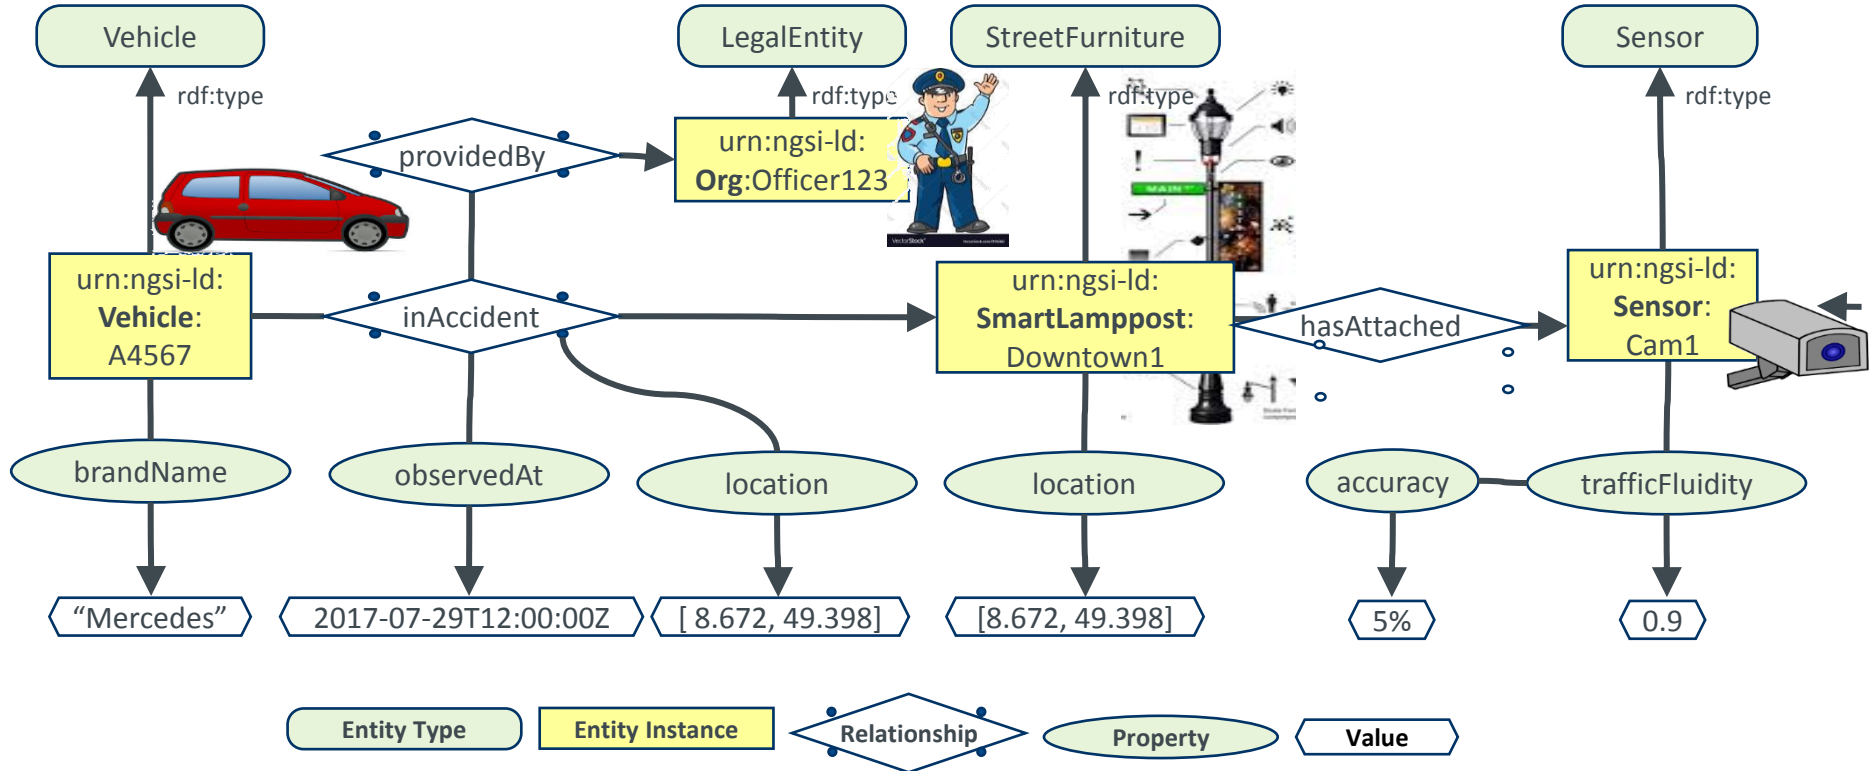 Vehicle
LegalEntity
StreetFurniture
Sensor
rdf:type
rdf:type
rdf:type
rdf:type
providedBy
urn:ngsi-ld:
Org:Officer123
MAIN
VectorStock
urn:ngsi-ld:
Vehicle:
A4567
inAccident
urn:ngsi-ld:
SmartLamppost:
Downtown1
hasAttached
urn:ngsi-ld:
Sensor:
Cam1
brandName
observedAt
location
location
accuracy
trafficFluidity
“Mercedes”
2017-07-29T12:00:00Z
[ 8.672, 49.398]
[8.672, 49.398]
5%
0.9
Entity Type
Entity Instance
Relationship
Property
Value